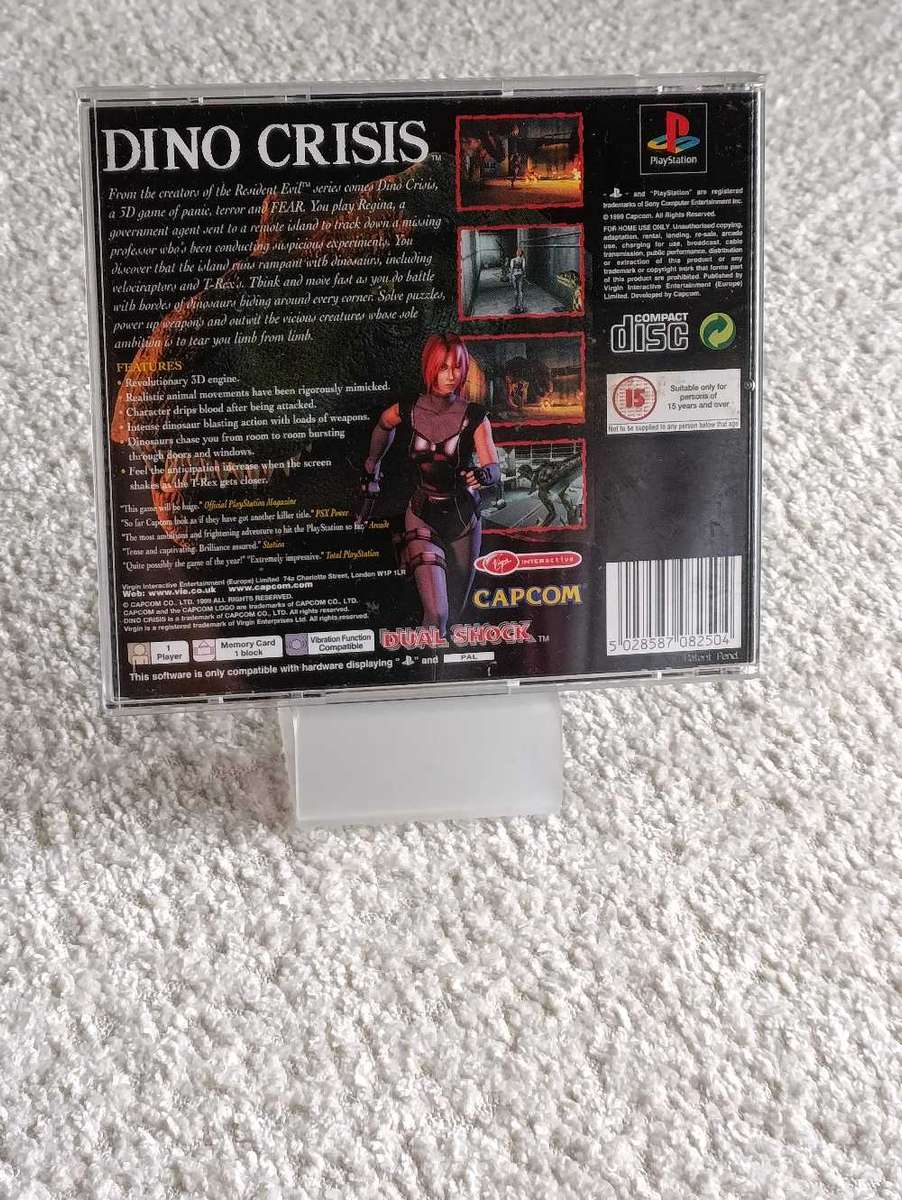 DINO CRISIS™
From the creators of the Resident Evil™ series comes Dino Crisis,
a 3D game of panic, terror and FEAR. You play Regina, a
government agent sent to a remote island to track down a missing
professor who's been conducting suspicious experiments. You
discover that the island runs rampant with dinosaurs, including
velociraptors and T-Rex's. Think and move fast as you do battle
with hordes of dinosaurs hiding around every corner. Solve puzzles,
power up weapons and outwit the vicious creatures whose sole
ambition is to tear you limb from limb.
FEATURES
• Revolutionary 3D engine.
Realistic animal movements have been rigorously mimicked.
• Character drips blood after being attacked.
• Intense dinosaur blasting action with loads of weapons.
• Dinosaurs chase you from room to room bursting
through doors and windows.
• Feel the anticipation increase when the screen
shakes as the T-Rex gets closer.
"This game will be huge." Official PlayStation Magazine
"So far Capcom look as if they have got another killer title." PSX Power
"The most ambitious and frightening adventure to hit the PlayStation so far." Arcade
"Tense and captivating. Brilliance assured." Station
"Quite possibly the game of the year!" "Extremely impressive." Total PlayStation
Virgin Interactive Entertainment (Europe) Limited 74a Charlotte Street, London W1P 1LR
Web: www.vie.co.uk www.capcom.com
© CAPCOM CO., LTD. 1999 ALL RIGHTS RESERVED.
CAPCOM and the CAPCOM LOGO are trademarks of CAPCOM CO., LTD.
DINO CRISIS is a trademark of CAPCOM CO., LTD. All rights reserved.
Virgin is a registered trademark of Virgin Enterprises Ltd. All rights reserved.
1
Player
Memory Card
1 block
Vibration Function
Compatible
DUAL SHOCK™
This software is only compatible with hardware displaying " " and PAL
Virgin INTERACTIVE
CAPCOM
PlayStation
- " " and "PlayStation" are registered
trademarks of Sony Computer Entertainment Inc.
© 1999 Capcom. All Rights Reserved.
FOR HOME USE ONLY. Unauthorised copying,
adaptation, rental, lending, re-sale, arcade
use, charging for use, broadcast, cable
transmission, public performance, distribution
or extraction of this product or any
trademark or copyright work that forms part
of this product are prohibited. Published by
Virgin Interactive Entertainment (Europe)
Limited. Developed by Capcom.
COMPACT
disc
15
Suitable only for
persons of
15 years and over
Not to be supplied to any person below that age
5 028587 082504
Patent Pend.